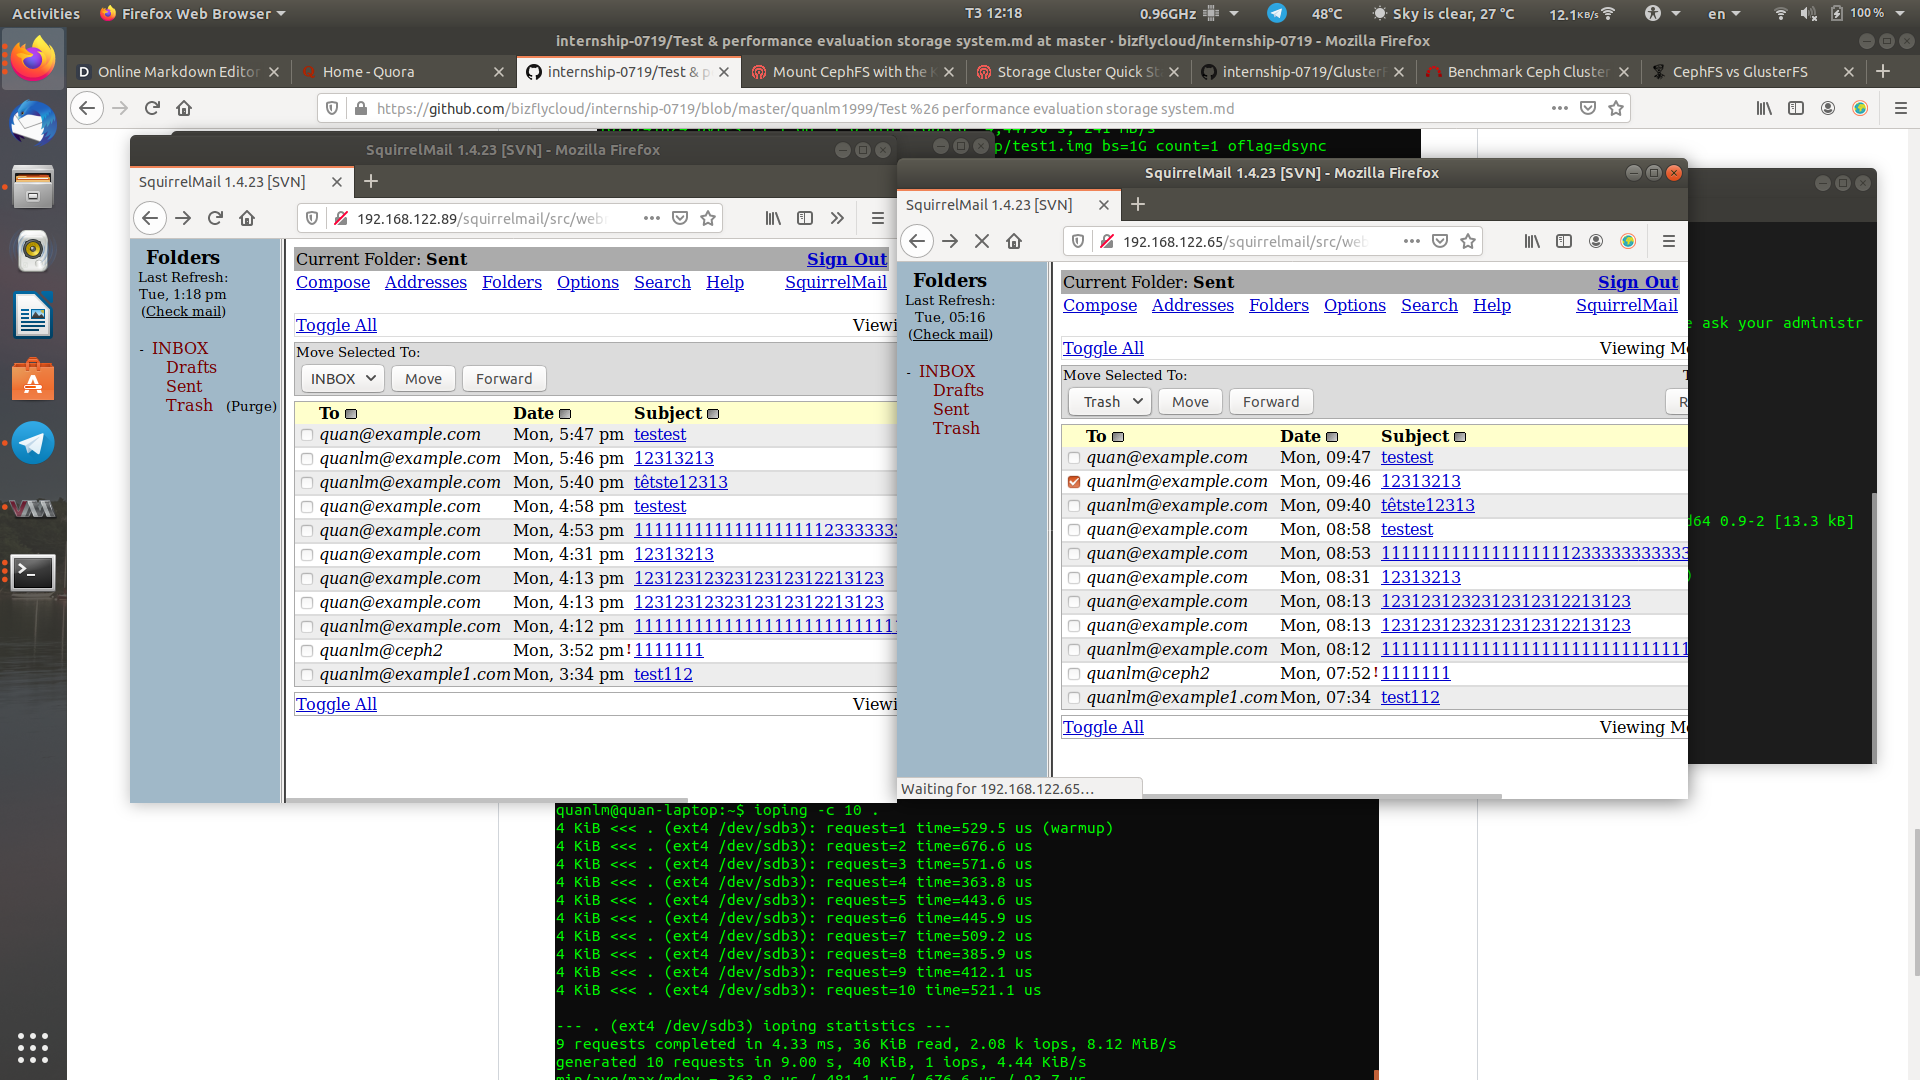 Activities
Firefox Web Browser
T3 12:18
0.96GHz
48°C
Sky is clear, 27 °C
12.1KB/s
en
100 %
internship-0719/Test & performance evaluation storage system.md at master · bizflycloud/internship-0719 - Mozilla Firefox
Online Markdown Editor
Home - Quora
internship-0719/Test & p
Mount CephFS with the K
Storage Cluster Quick St
internship-0719/Gluster
Benchmark Ceph Cluster
CephFS vs GlusterFS
https://github.com/bizflycloud/internship-0719/blob/master/quanlm1999/Test %26 performance evaluation storage system.md
p/test1.img bs=1G count=1 oflag=dsync
SquirrelMail 1.4.23 [SVN] - Mozilla Firefox
SquirrelMail 1.4.23 [SVN]
192.168.122.89/squirrelmail/src/web
Folders
Last Refresh:
Tue, 1:18 pm
(Check mail)
- INBOX
Drafts
Sent
Trash (Purge)
Current Folder: Sent
Sign Out
Compose Addresses Folders Options Search Help SquirrelMail
Toggle All
Viewi
Move Selected To:
INBOX
Move
Forward
To Date Subject
quan@example.com Mon, 5:47 pm testest
quanlm@example.com Mon, 5:46 pm 12313213
quanlm@example.com Mon, 5:40 pm têtste12313
quan@example.com Mon, 4:58 pm testest
quan@example.com Mon, 4:53 pm
quan@example.com Mon, 4:31 pm 12313213
quan@example.com Mon, 4:13 pm 1231231232312312312213123
quan@example.com Mon, 4:13 pm 1231231232312312312213123
quanlm@example.com Mon, 4:12 pm
quanlm@ceph2 Mon, 3:52 pm ! 1111111
quanlm@example1.com Mon, 3:34 pm test112
Toggle All
Viewi
SquirrelMail 1.4.23 [SVN] - Mozilla Firefox
SquirrelMail 1.4.23 [SVN]
192.168.122.65/squirrelmail/src/web
Folders
Last Refresh:
Tue, 05:16
(Check mail)
- INBOX
Drafts
Sent
Trash
Current Folder: Sent
Sign Out
Compose Addresses Folders Options Search Help SquirrelMail
Toggle All
Viewing Me
Move Selected To:
T
Trash
Move
Forward
R
To Date Subject
quan@example.com Mon, 09:47 testest
quanlm@example.com Mon, 09:46 12313213
quanlm@example.com Mon, 09:40 têtste12313
quan@example.com Mon, 08:58 testest
quan@example.com Mon, 08:53
quan@example.com Mon, 08:31 12313213
quan@example.com Mon, 08:13 1231231232312312312213123
quan@example.com Mon, 08:13 1231231232312312312213123
quanlm@example.com Mon, 08:12
quanlm@ceph2 Mon, 07:52 ! 1111111
quanlm@example1.com Mon, 07:34 test112
Toggle All
Viewing Me
Waiting for 192.168.122.65…
e ask your administr
d64 0.9-2 [13.3 kB]
)
quanlm@quan-laptop:~$ ioping -c 10 .
4 KiB <<< . (ext4 /dev/sdb3): request=1 time=529.5 us (warmup)
4 KiB <<< . (ext4 /dev/sdb3): request=2 time=676.6 us
4 KiB <<< . (ext4 /dev/sdb3): request=3 time=571.6 us
4 KiB <<< . (ext4 /dev/sdb3): request=4 time=363.8 us
4 KiB <<< . (ext4 /dev/sdb3): request=5 time=443.6 us
4 KiB <<< . (ext4 /dev/sdb3): request=6 time=445.9 us
4 KiB <<< . (ext4 /dev/sdb3): request=7 time=509.2 us
4 KiB <<< . (ext4 /dev/sdb3): request=8 time=385.9 us
4 KiB <<< . (ext4 /dev/sdb3): request=9 time=412.1 us
4 KiB <<< . (ext4 /dev/sdb3): request=10 time=521.1 us
--- . (ext4 /dev/sdb3) ioping statistics ---
9 requests completed in 4.33 ms, 36 KiB read, 2.08 k iops, 8.12 MiB/s
generated 10 requests in 9.00 s, 40 KiB, 1 iops, 4.44 KiB/s
min/avg/max/mdev = 363.8 us / 481.1 us / 676.6 us / 93.7 us